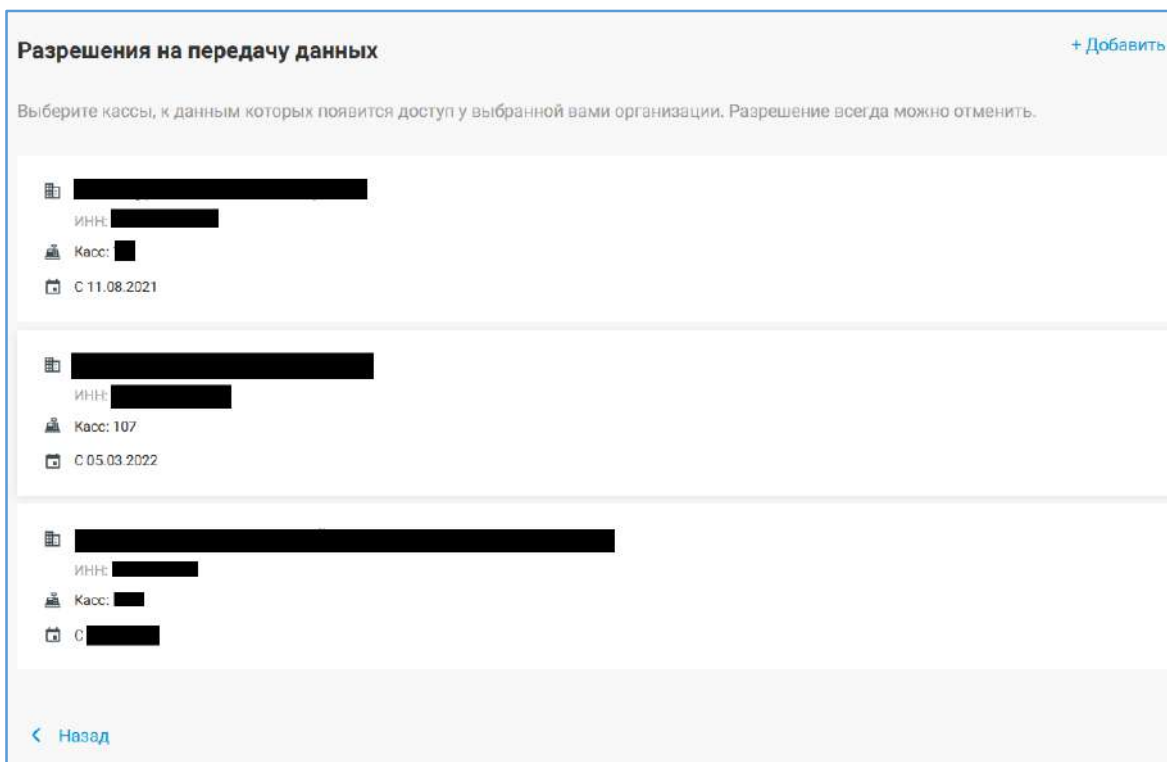 Разрешения на передачу данных
+ Добавить
Выберите кассы, к данным которых появится доступ у выбранной вами организации. Разрешение всегда можно отменить.
ИНН:
Касс:
С 11.08.2021
ИНН:
Касс: 107
С 05.03.2022
ИНН:
Касс:
С
Назад